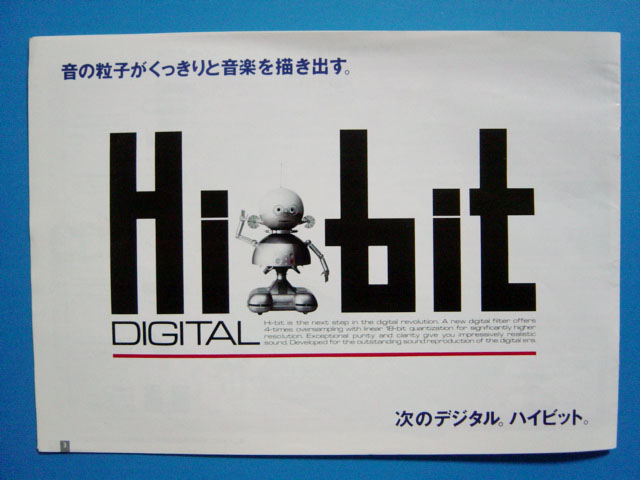 音の粒子がくっきりと音楽を描き出す。
Hi bit
DIGITAL
Hi-bit is the next step in the digital revolution. A new digital filter offers
4-times oversampling with linear 18-bit quantization for significantly higher
resolution. Exceptional purity and clarity give you impressively realistic
sound. Developed for the outstanding sound reproduction of the digital era.
次のデジタル。ハイビット。
3